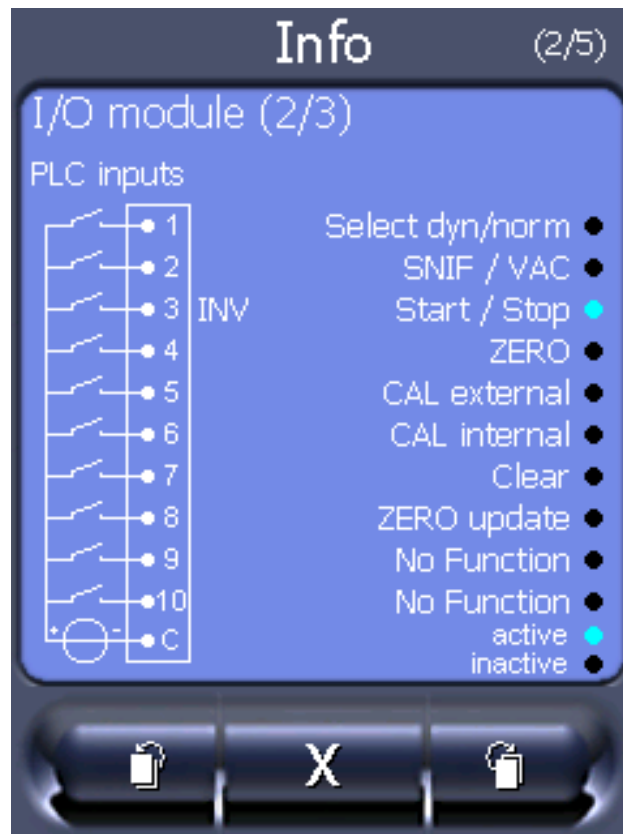 Info (2/5)
I/O module (2/3)
PLC inputs
1 Select dyn/norm
2 SNIF / VAC
3 INV Start / Stop
4 ZERO
5 CAL external
6 CAL internal
7 Clear
8 ZERO update
9 No Function
10 No Function
+ - C active
inactive
X